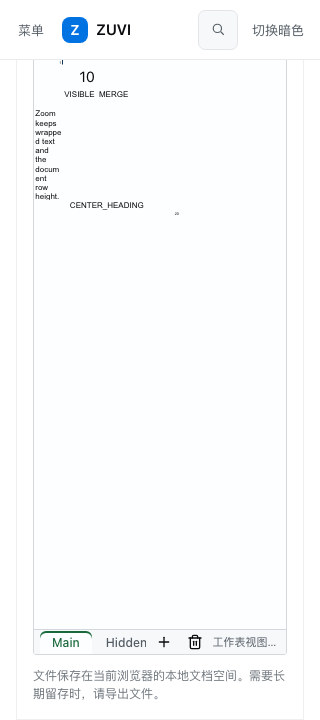 菜单 Z ZUVI 切换暗色
10
VISIBLE MERGE
Zoom
keeps
wrappe
d text
and
the
docum
ent
row
height.
CENTER_HEADING
Main Hidden 工作表视图...
文件保存在当前浏览器的本地文档空间。需要长
期留存时，请导出文件。